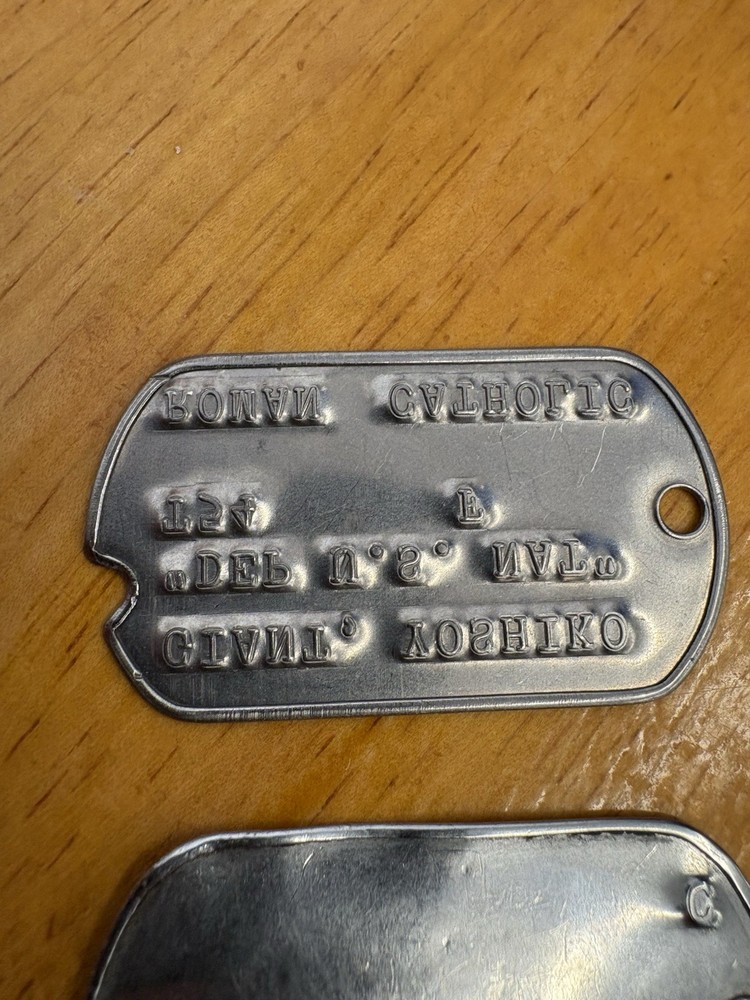 GIANT, YOSHIKO
"DEP U.S. NAT"
T54
ROMAN CATHOLIC
C